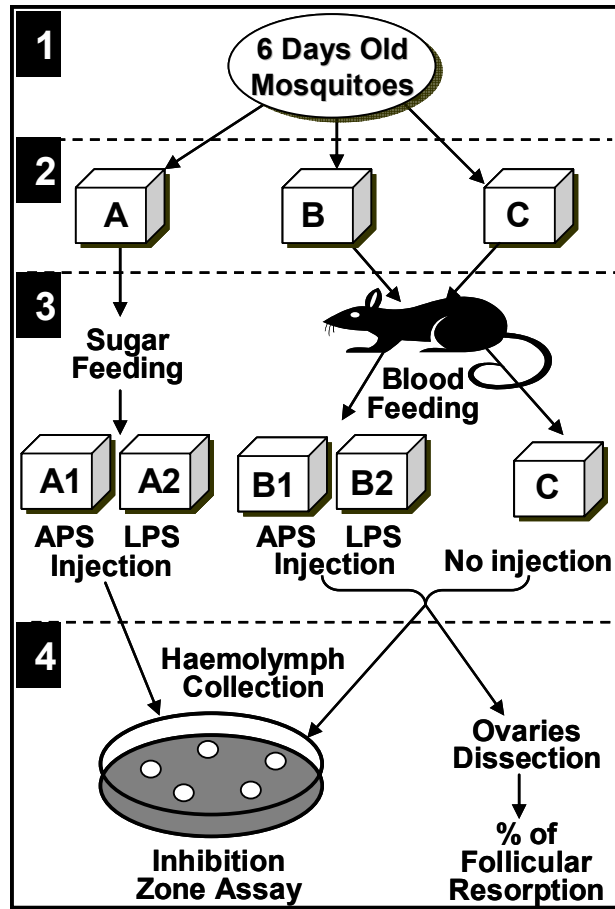 1
6 Days Old
Mosquitoes
2
A
B
C
3
Sugar
Feeding
Blood
Feeding
A1
A2
B1
B2
C
APS LPS
Injection
APS LPS
Injection
No injection
4
Haemolymph
Collection
Ovaries
Dissection
Inhibition
Zone Assay
% of
Follicular
Resorption